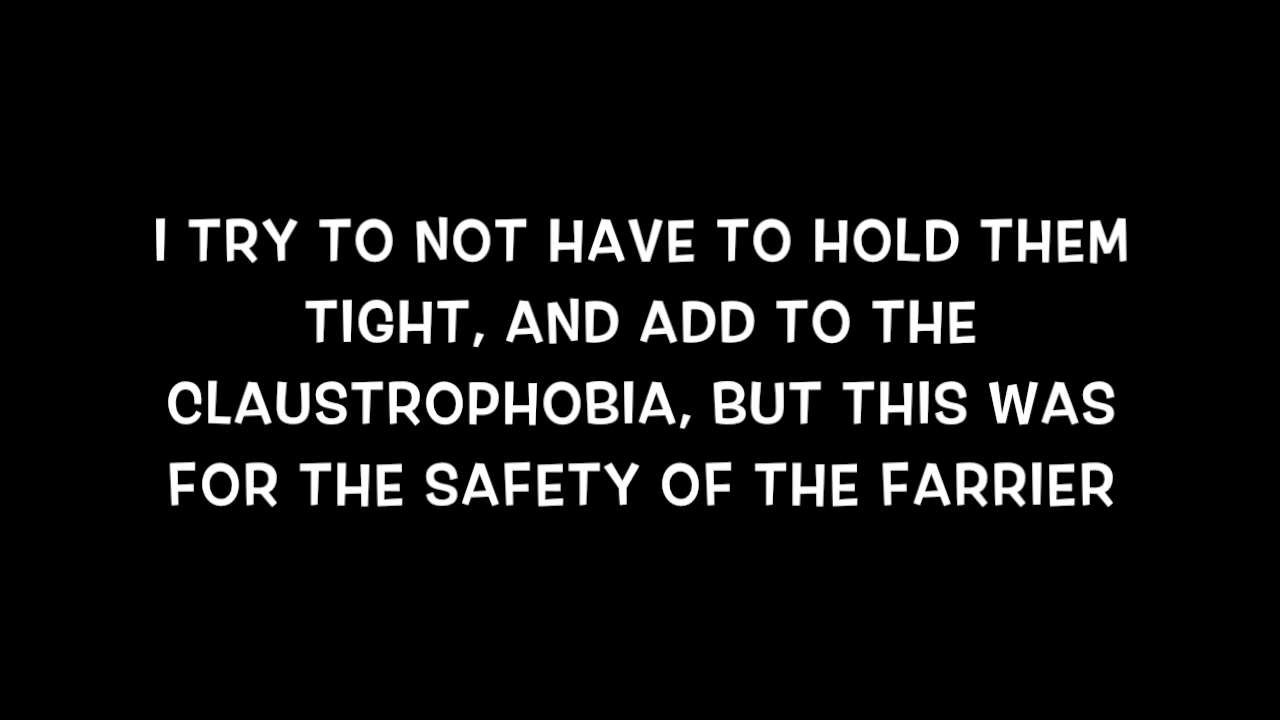 I TRY TO NOT HAVE TO HOLD THEM
TIGHT, AND ADD TO THE
CLAUSTROPHOBIA, BUT THIS WAS
FOR THE SAFETY OF THE FARRIER